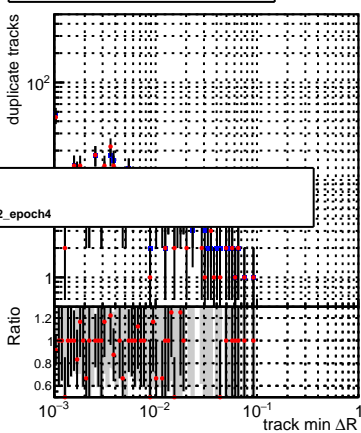 duplicate tracks
10²
2_epoch4
1
Ratio
1.2
1
0.8
0.6
10⁻³
10⁻²
10⁻¹
1
track min ΔR